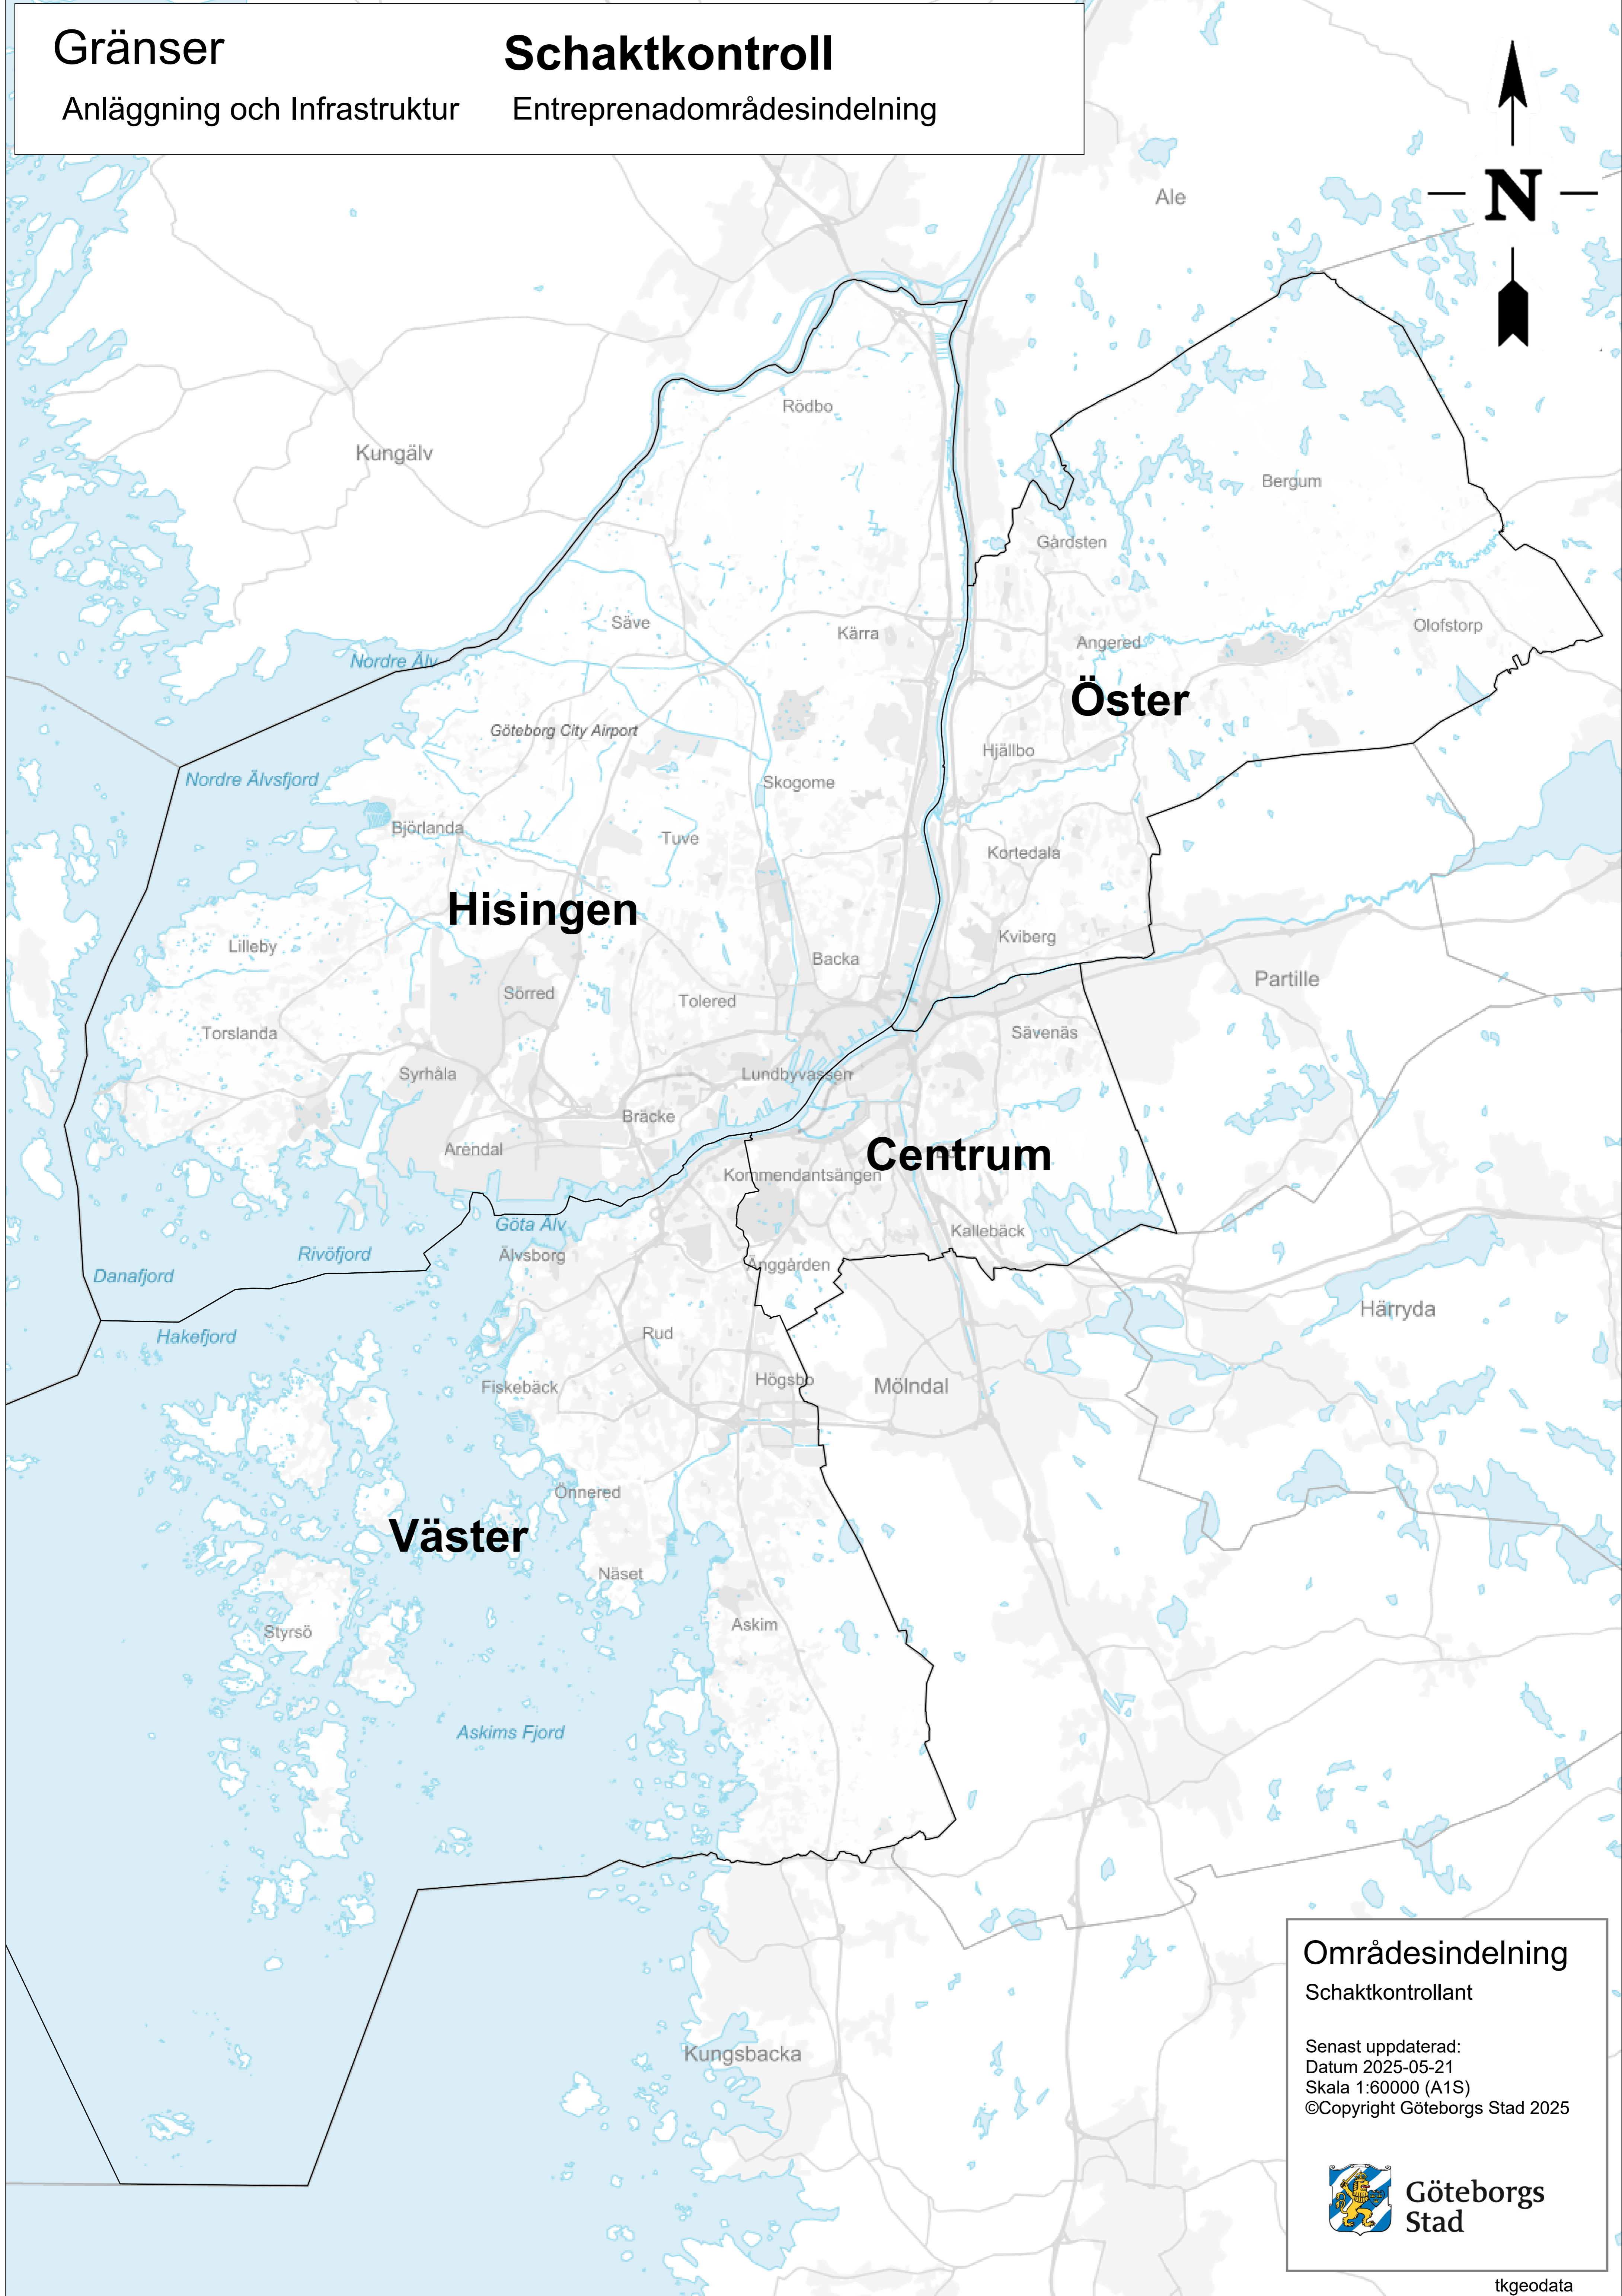 Gränser
Schaktkontroll
Anläggning och Infrastruktur
Entreprenadområdesindelning
N
Ale
Rödbo
Kungälv
Bergum
Gårdsten
Säve
Kärra
Olofstorp
Angered
Nordre Älv
Öster
Göteborg City Airport
Hjällbo
Nordre Älvsfjord
Skogome
Björlanda
Tuve
Kortedala
Hisingen
Lilleby
Kviberg
Backa
Partille
Sörred
Tolered
Torslanda
Sävenäs
Syrhåla
Lundbyvassen
Bräcke
Arendal
Centrum
Kommendantsängen
Göta Älv
Kallebäck
Rivöfjord
Älvsborg
Änggården
Danafjord
Härryda
Hakefjord
Rud
Högsbo
Mölndal
Fiskebäck
Önnered
Väster
Näset
Askim
Styrsö
Askims Fjord
Kungsbacka
Områdesindelning
Schaktkontrollant
Senast uppdaterad:
Datum 2025-05-21
Skala 1:60000 (A1S)
©Copyright Göteborgs Stad 2025
Göteborgs
Stad
tkgeodata